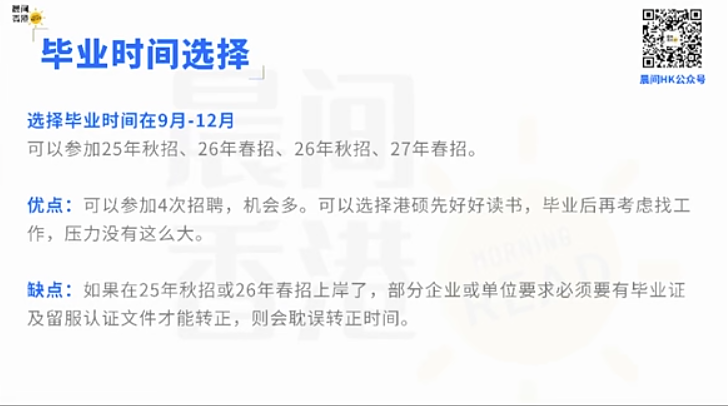 晨间
香港
毕业时间选择
晨间HK公众号
选择毕业时间在9月-12月
可以参加25年秋招、26年春招、26年秋招、27年春招。
优点：可以参加4次招聘，机会多。可以选择港硕先好好读书，毕业后再考虑找工
作，压力没有这么大。
缺点：如果在25年秋招或26年春招上岸了，部分企业或单位要求必须要有毕业证
及留服认证文件才能转正，则会耽误转正时间。
晨间
香港
MORNING
READ